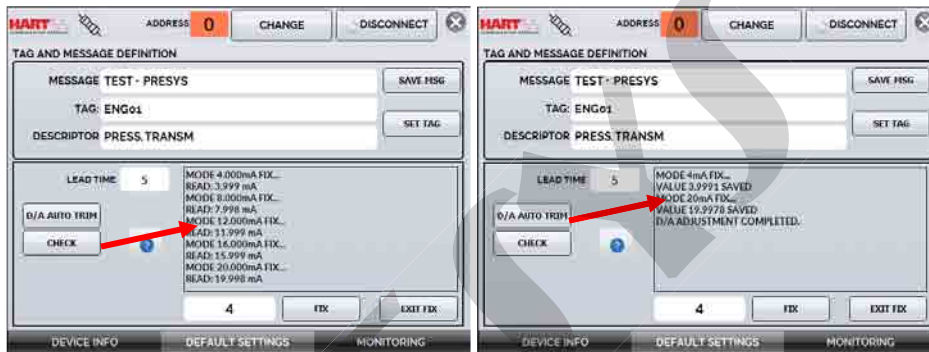 HART
ADDRESS 0 CHANGE DISCONNECT
TAG AND MESSAGE DEFINITION
MESSAGE TEST - PRESYS SAVE MSG
TAG: ENG01
SET TAG
DESCRIPTOR PRESS. TRANSM
LEAD TIME 5
D/A AUTO TRIM
CHECK
MODE 4.000mA FIX...
READ: 3.999 mA
MODE 8.000mA FIX...
READ: 7.998 mA
MODE 12.000mA FIX...
READ: 11.999 mA
MODE 16.000mA FIX...
READ: 15.999 mA
MODE 20.000mA FIX...
READ: 19.998 mA
4 FIX EXIT FIX
DEVICE INFO DEFAULT SETTINGS MONITORING
HART
ADDRESS 0 CHANGE DISCONNECT
TAG AND MESSAGE DEFINITION
MESSAGE TEST - PRESYS SAVE MSG
TAG: ENG01
SET TAG
DESCRIPTOR PRESS. TRANSM
LEAD TIME 5
D/A AUTO TRIM
CHECK
MODE 4mA FIX...
VALUE 3.9991 SAVED
MODE 20mA FIX...
VALUE 19.9978 SAVED
D/A ADJUSTMENT COMPLETED.
4 FIX EXIT FIX
DEVICE INFO DEFAULT SETTINGS MONITORING